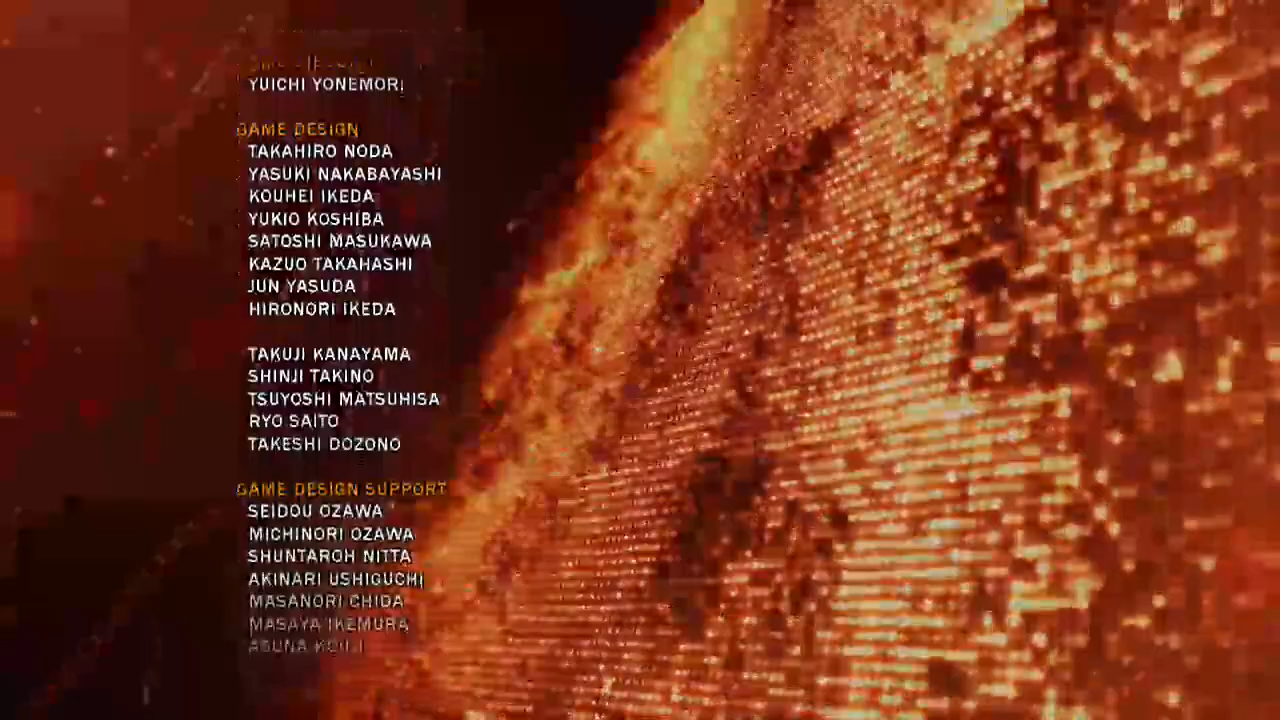 YUICHI YONEMORI
GAME DESIGN
TAKAHIRO NODA
YASUKI NAKABAYASHI
KOUHEI IKEDA
YUKIO KOSHIBA
SATOSHI MASUKAWA
KAZUO TAKAHASHI
JUN YASUDA
HIRONORI IKEDA
TAKUJI KANAYAMA
SHINJI TAKINO
TSUYOSHI MATSUHISA
RYO SAITO
TAKESHI DOZONO
GAME DESIGN SUPPORT
SEIDOU OZAWA
MICHINORI OZAWA
SHUNTAROH NITTA
AKINARI USHIGUCHI
MASANORI CHIDA
MASAYA IKEMURA